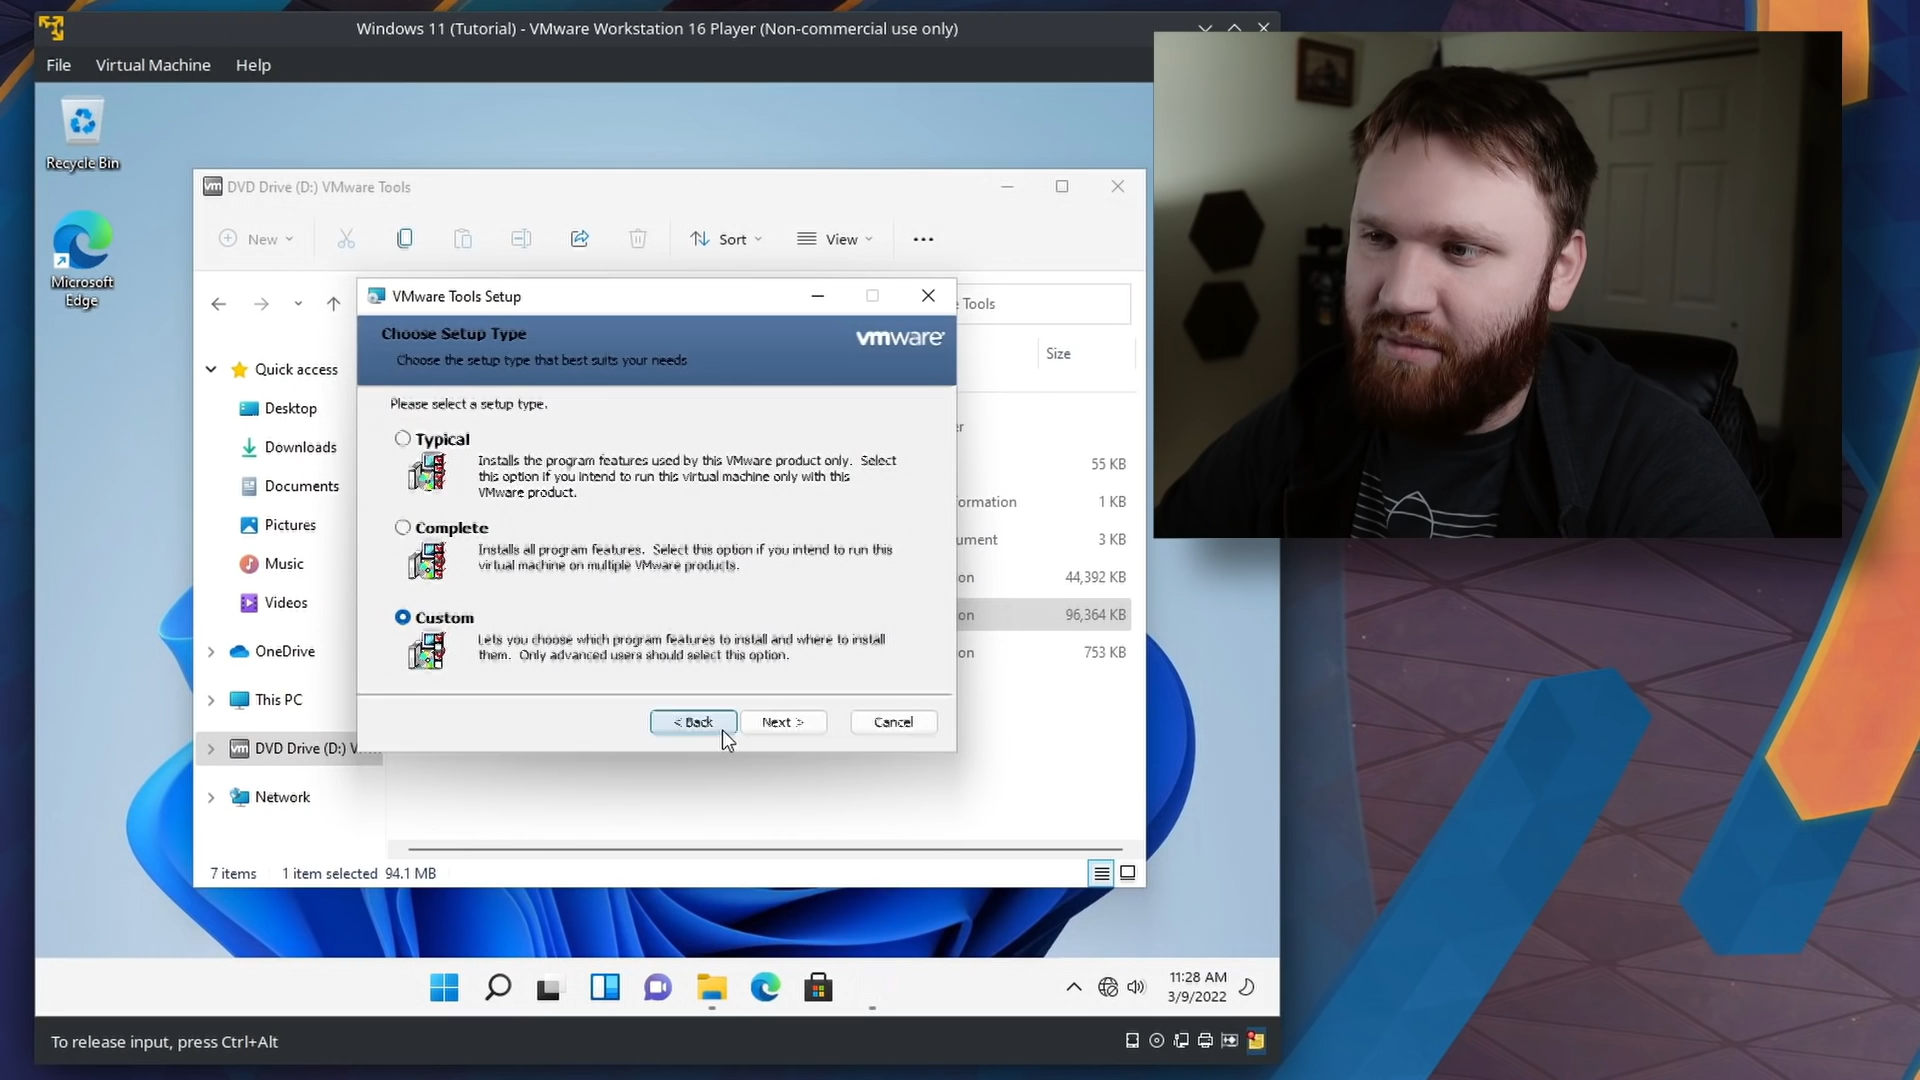 Windows 11 (Tutorial) - VMware Workstation 16 Player (Non-commercial use only)
File Virtual Machine Help
Recycle Bin
Microsoft
Edge
vm DVD Drive (D:) VMware Tools
New
Sort
View
VMware Tools Setup
Tools
Choose Setup Type
Choose the setup type that best suits your needs
vmware
Size
Quick access
Desktop
Downloads
Documents
Pictures
Music
Videos
OneDrive
This PC
vm DVD Drive (D:) V...
Network
Please select a setup type.
Typical
Installs the program features used by this VMware product only. Select
this option if you intend to run this virtual machine only with this
VMware product.
Complete
Installs all program features. Select this option if you intend to run this
virtual machine on multiple VMware products.
Custom
Lets you choose which program features to install and where to install
them. Only advanced users should select this option.
< Back Next > Cancel
er
55 KB
ormation 1 KB
ument 3 KB
on 44,392 KB
on 96,364 KB
on 753 KB
7 items 1 item selected 94.1 MB
11:28 AM
3/9/2022
To release input, press Ctrl+Alt